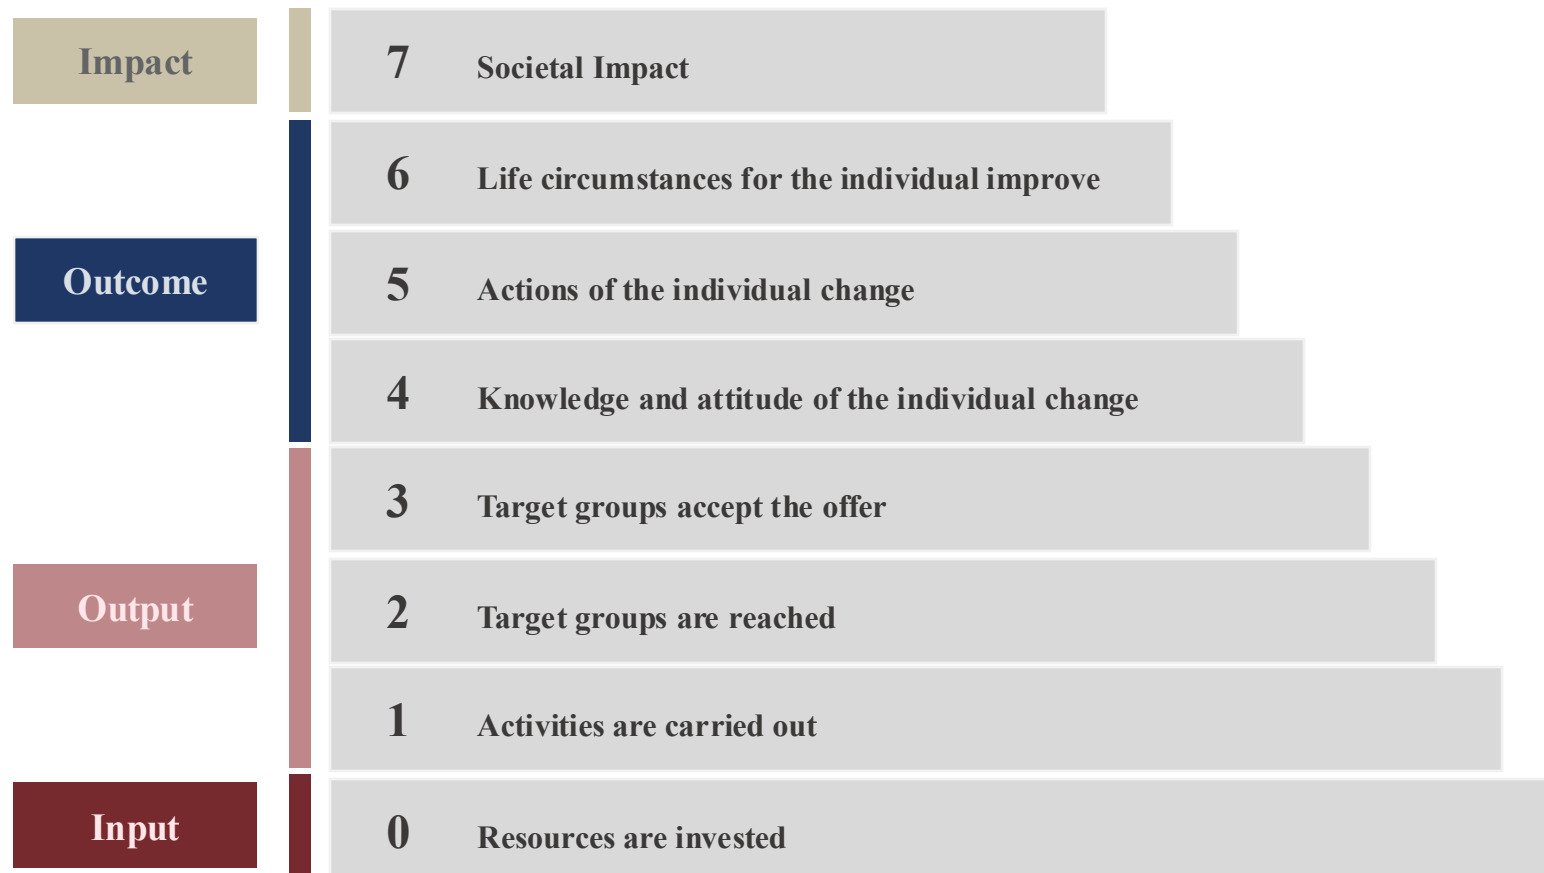 Impact
7 Societal Impact
6 Life circumstances for the individual improve
Outcome
5 Actions of the individual change
4 Knowledge and attitude of the individual change
3 Target groups accept the offer
Output
2 Target groups are reached
1 Activities are carried out
Input
0 Resources are invested